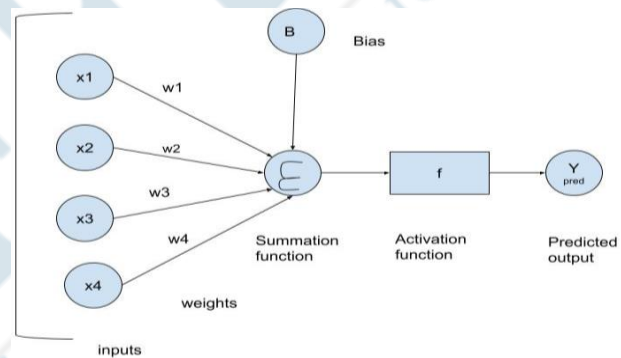 B
Bias
x1
w1
x2
w2
x3
w3
x4
w4
Σ
f
Y
pred
Summation
function
Activation
function
Predicted
output
weights
inputs